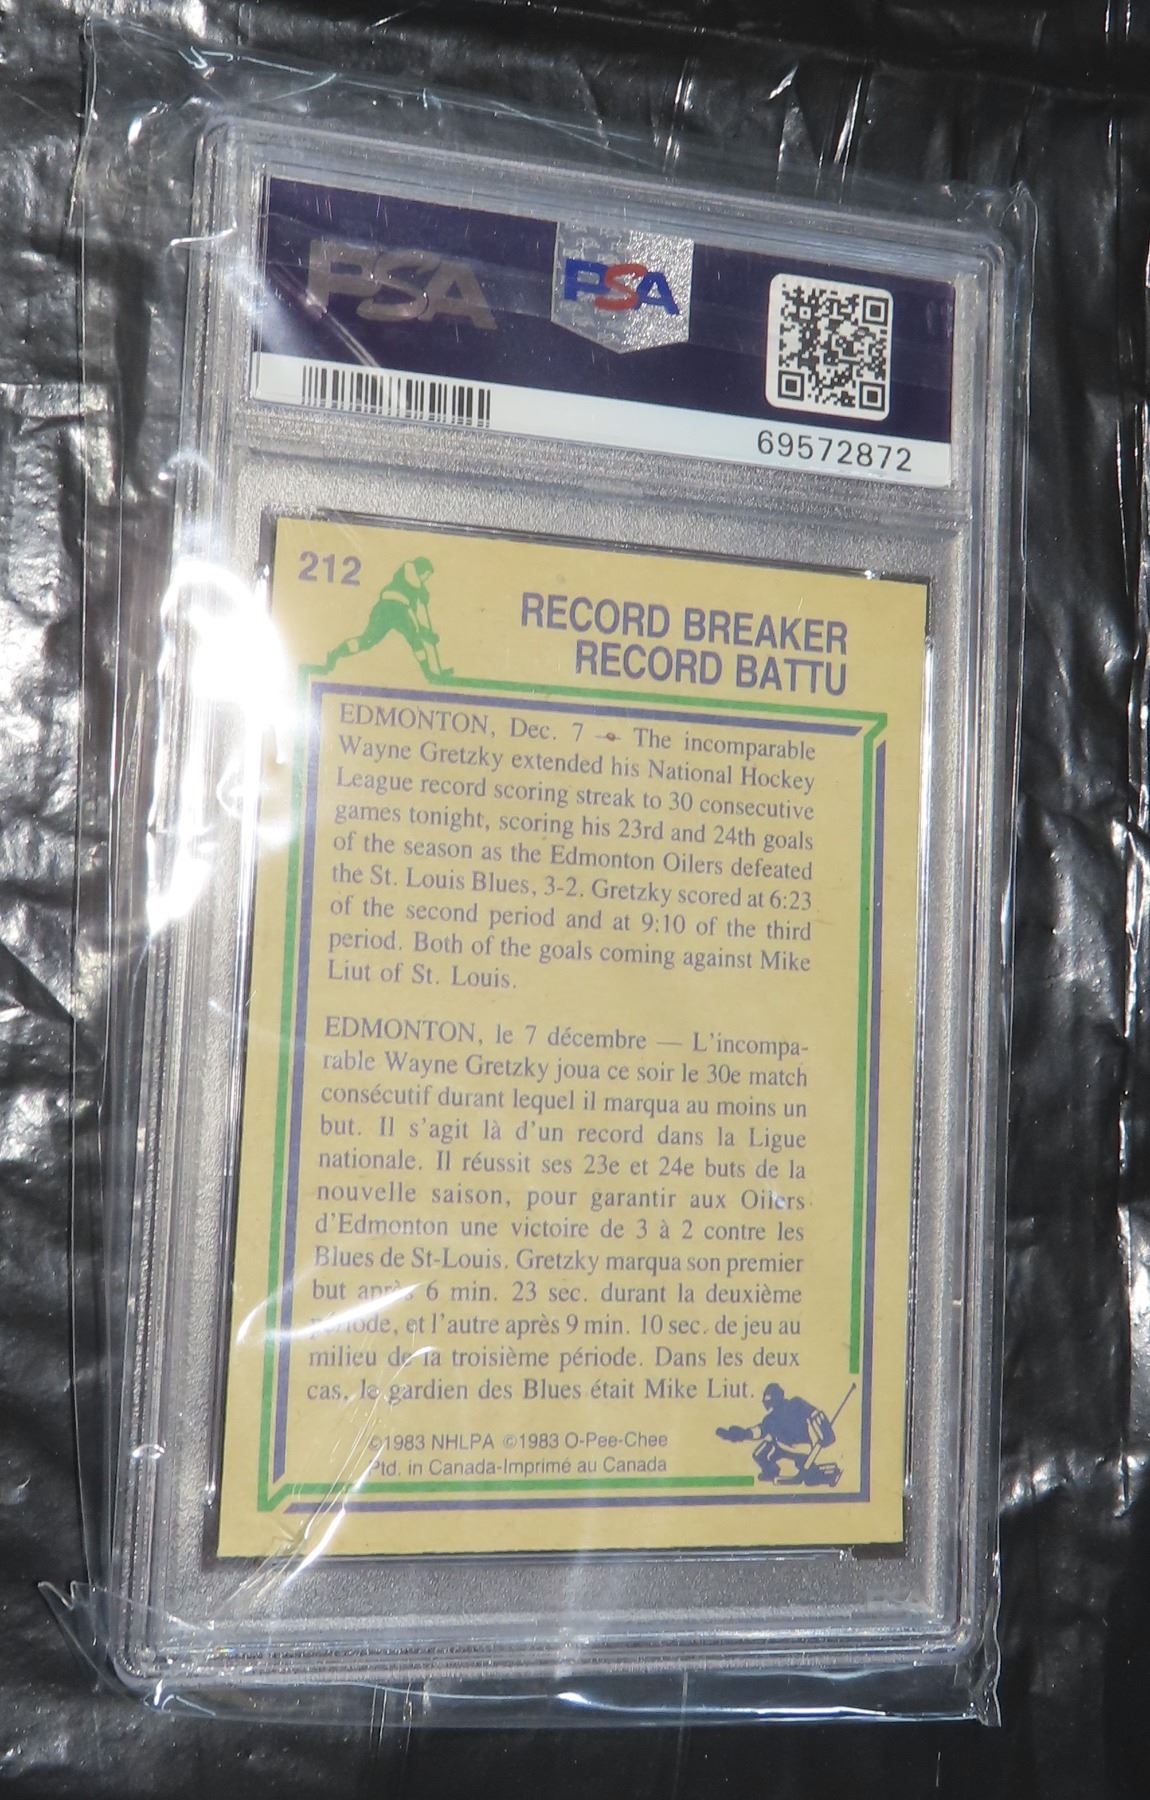 PSA
PSA
69572872
212
RECORD BREAKER
RECORD BATTU
EDMONTON, Dec. 7 — The incomparable
Wayne Gretzky extended his National Hockey
League record scoring streak to 30 consecutive
games tonight, scoring his 23rd and 24th goals
of the season as the Edmonton Oilers defeated
the St. Louis Blues, 3-2. Gretzky scored at 6:23
of the second period and at 9:10 of the third
period. Both of the goals coming against Mike
Liut of St. Louis.
EDMONTON, le 7 décembre — L'incompa-
rable Wayne Gretzky joua ce soir le 30e match
consécutif durant lequel il marqua au moins un
but. Il s'agit là d'un record dans la Ligue
nationale. Il réussit ses 23e et 24e buts de la
nouvelle saison, pour garantir aux Oilers
d'Edmonton une victoire de 3 à 2 contre les
Blues de St-Louis. Gretzky marqua son premier
but après 6 min. 23 sec. durant la deuxième
période, et l'autre après 9 min. 10 sec. de jeu au
milieu de la troisième période. Dans les deux
cas, le gardien des Blues était Mike Liut.
©1983 NHLPA ©1983 O-Pee-Chee
Ptd. in Canada-Imprimé au Canada